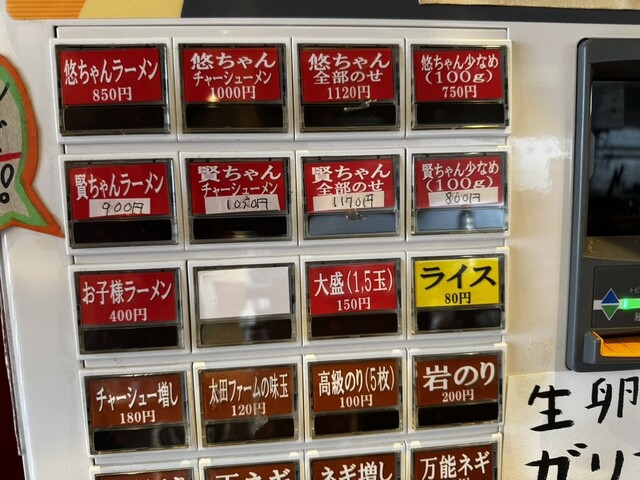 悠ちゃんラーメン
850円
悠ちゃん
チャーシューメン
1000円
悠ちゃん
全部のせ
1120円
悠ちゃん少なめ
(100g)
750円
賢ちゃんラーメン
900円
賢ちゃん
チャーシューメン
1050円
賢ちゃん
全部のせ
1170円
賢ちゃん少なめ
(100g)
800円
お子様ラーメン
400円
大盛(1,5玉)
150円
ライス
80円
チャーシュー増し
180円
太田ファームの味玉
120円
高級のり(5枚)
100円
岩のり
200円
ネギ増し
万能ネギ
生卵